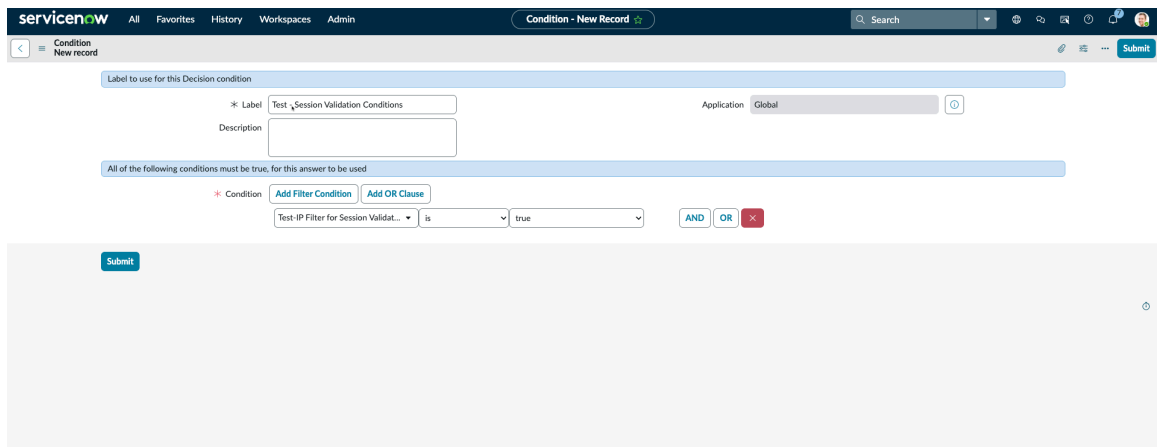 servicenow All Favorites History Workspaces Admin Condition - New Record Search 7
Condition
New record Submit
Label to use for this Decision condition
Label Test - Session Validation Conditions Application Global
Description
All of the following conditions must be true, for this answer to be used
Condition Add Filter Condition Add OR Clause
Test-IP Filter for Session Validat... is true AND OR
Submit